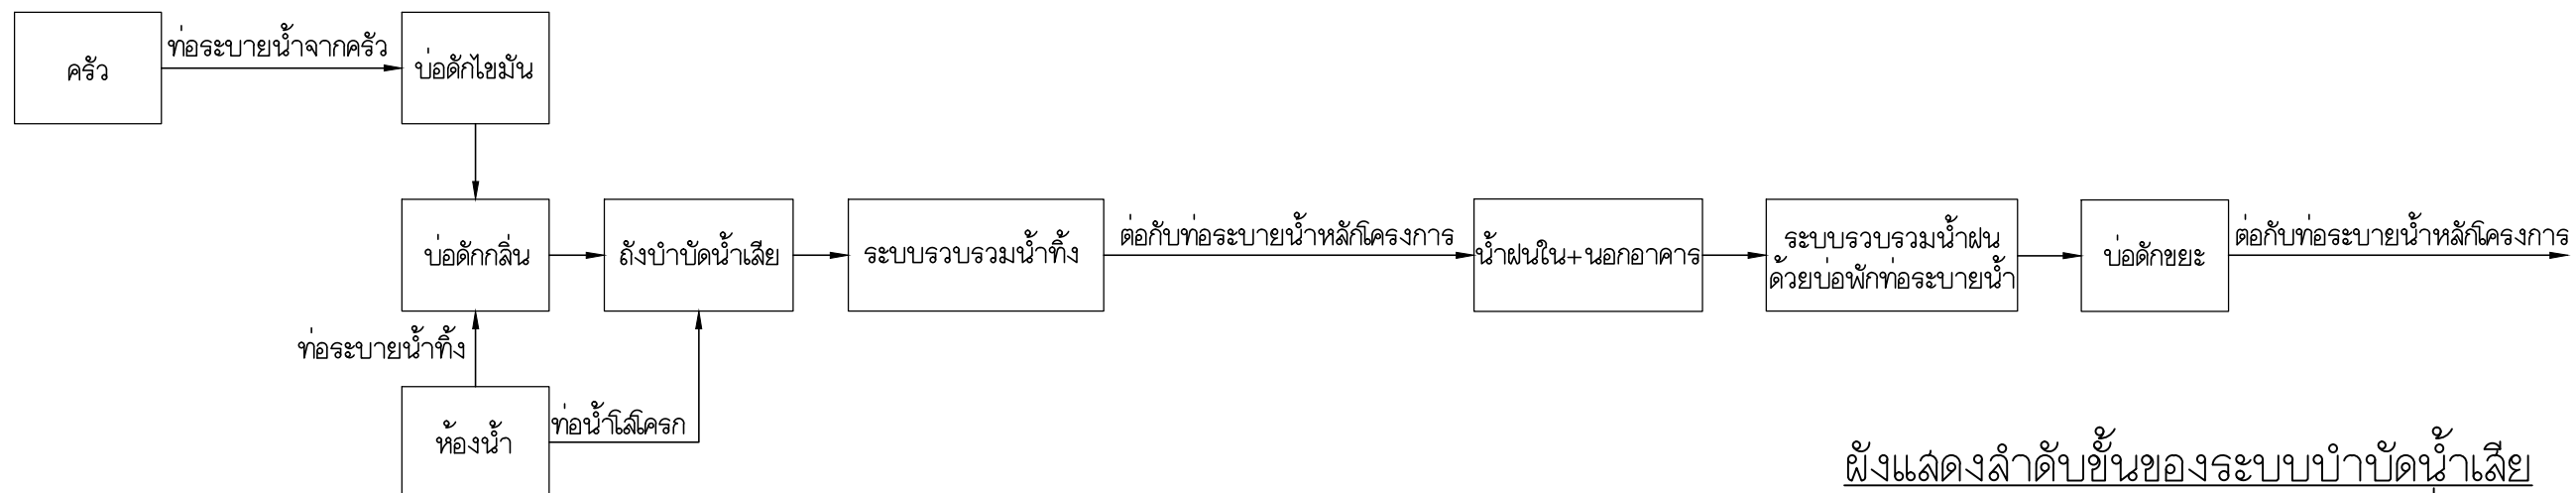 ครัว
ท่อระบายน้ำจากครัว
บ่อดักไขมัน
บ่อดักกลิ่น
ถังบำบัดน้ำเสีย
ระบบรวบรวมน้ำทิ้ง
ต่อกับท่อระบายน้ำหลักโครงการ
น้ำฝนใน+นอกอาคาร
ระบบรวบรวมน้ำฝน
ด้วยบ่อพักท่อระบายน้ำ
บ่อดักขยะ
ต่อกับท่อระบายน้ำหลักโครงการ
ท่อระบายน้ำทิ้ง
ห้องน้ำ
ท่อน้ำโสโครก
ผังแสดงลำดับขั้นของระบบบำบัดน้ำเสีย